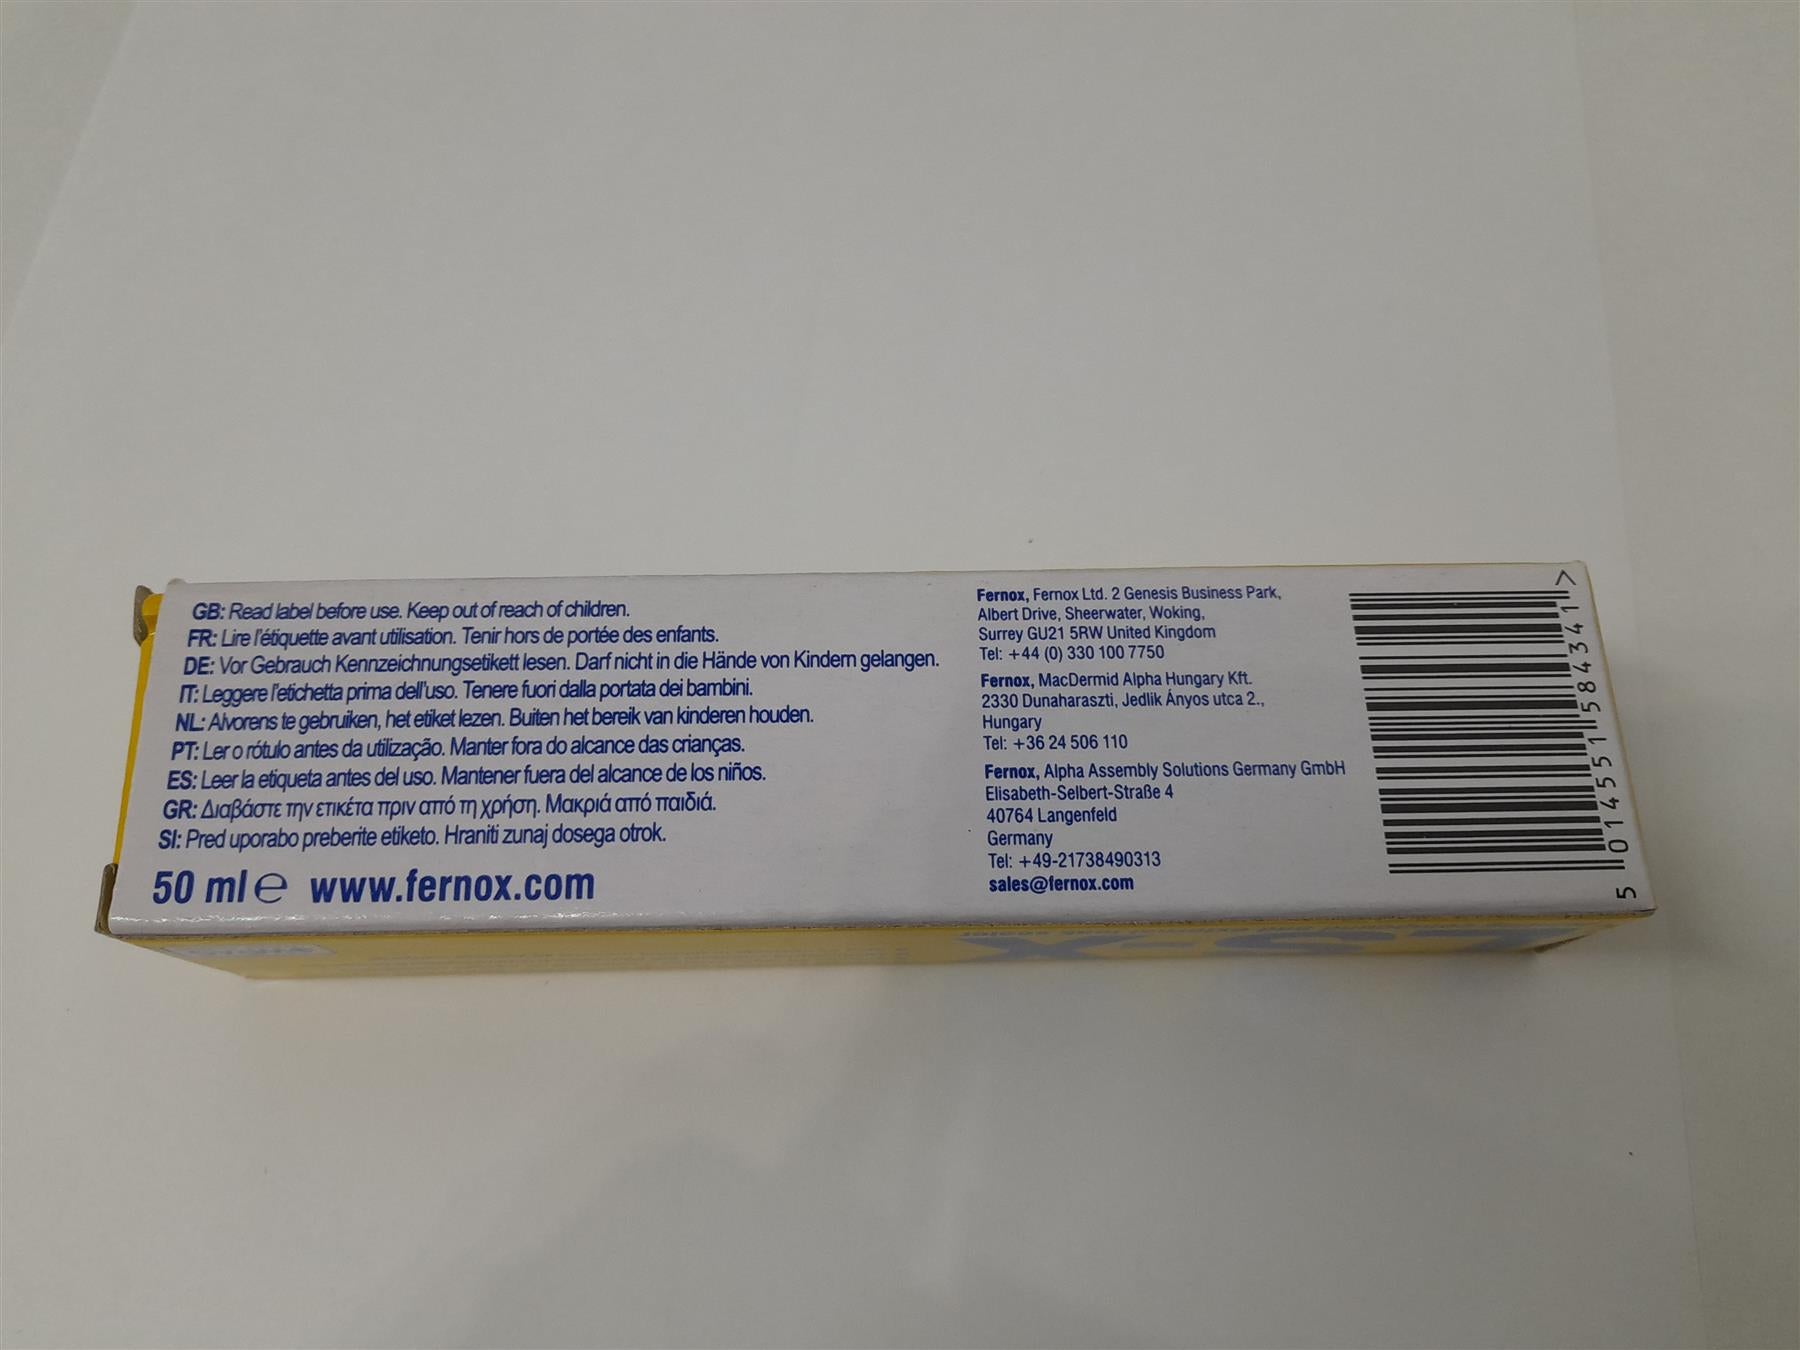 GB: Read label before use. Keep out of reach of children.
FR: Lire l'étiquette avant utilisation. Tenir hors de portée des enfants.
DE: Vor Gebrauch Kennzeichnungsetikett lesen. Darf nicht in die Hände von Kindern gelangen.
IT: Leggere l'etichetta prima dell'uso. Tenere fuori dalla portata dei bambini.
NL: Alvorens te gebruiken, het etiket lezen. Buiten het bereik van kinderen houden.
PT: Ler o rótulo antes da utilização. Manter fora do alcance das crianças.
ES: Leer la etiqueta antes del uso. Mantener fuera del alcance de los niños.
GR: Διαβάστε την ετικέτα πριν από τη χρήση. Μακριά από παιδιά.
SI: Pred uporabo preberite etiketo. Hraniti zunaj dosega otrok.
50 ml e www.fernox.com
Fernox, Fernox Ltd. 2 Genesis Business Park,
Albert Drive, Sheerwater, Woking,
Surrey GU21 5RW United Kingdom
Tel: +44 (0) 330 100 7750
Fernox, MacDermid Alpha Hungary Kft.
2330 Dunaharaszti, Jedlik Ányos utca 2.,
Hungary
Tel: +36 24 506 110
Fernox, Alpha Assembly Solutions Germany GmbH
Elisabeth-Selbert-Straße 4
40764 Langenfeld
Germany
Tel: +49-21738490313
sales@fernox.com
5 014551 584341 >
LS-X